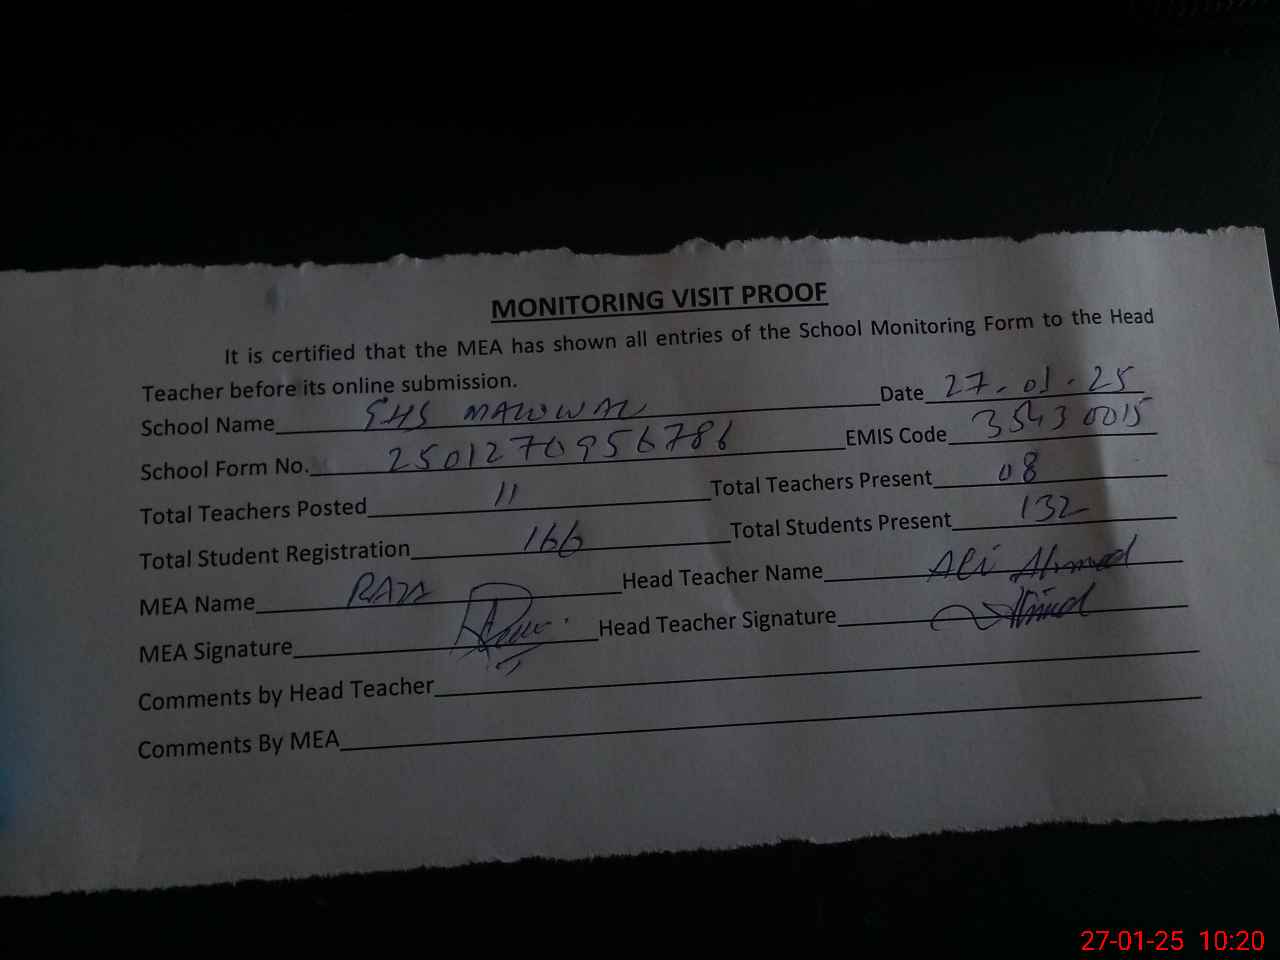 MONITORING VISIT PROOF
It is certified that the MEA has shown all entries of the School Monitoring Form to the Head
Teacher before its online submission.
School Name GHS MALOWAL Date 27-01-25
School Form No. 2501270956786 EMIS Code 35430015
Total Teachers Posted 11 Total Teachers Present 08
Total Student Registration 166 Total Students Present 132
MEA Name RAZA Head Teacher Name Ali Ahmed
MEA Signature Head Teacher Signature
Comments by Head Teacher
Comments By MEA
27-01-25 10:20